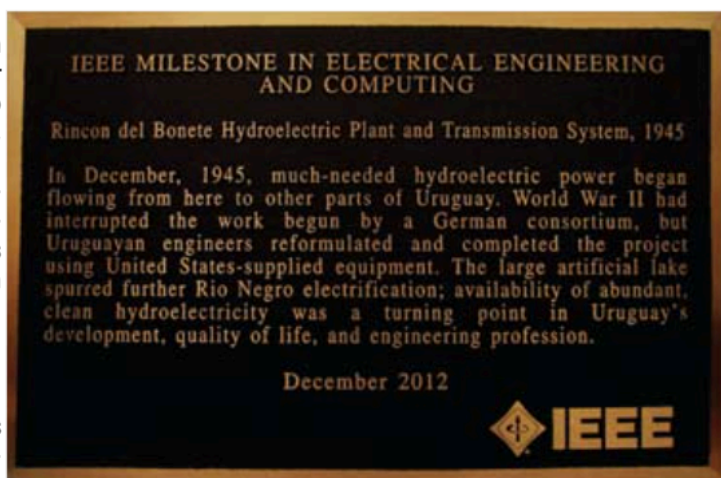 IEEE MILESTONE IN ELECTRICAL ENGINEERING
AND COMPUTING
Rincon del Bonete Hydroelectric Plant and Transmission System, 1945
In December, 1945, much-needed hydroelectric power began
flowing from here to other parts of Uruguay. World War II had
interrupted the work begun by a German consortium, but
Uruguayan engineers reformulated and completed the project
using United States-supplied equipment. The large artificial lake
spurred further Rio Negro electrification; availability of abundant,
clean hydroelectricity was a turning point in Uruguay's
development, quality of life, and engineering profession.
December 2012
IEEE